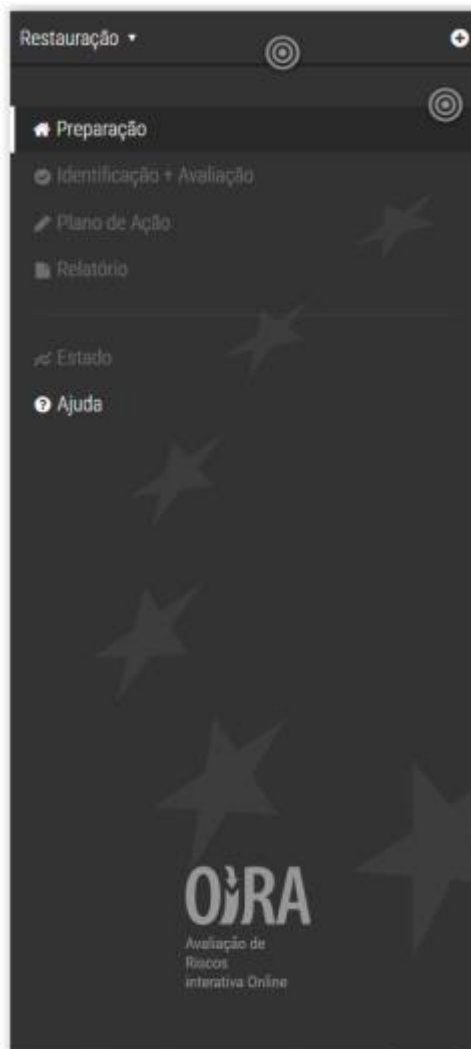 Restauração
Preparação
Identificação + Avaliação
Plano de Ação
Relatório
Estado
Ajuda
OiRA
Avaliação de
Riscos
interativa Online